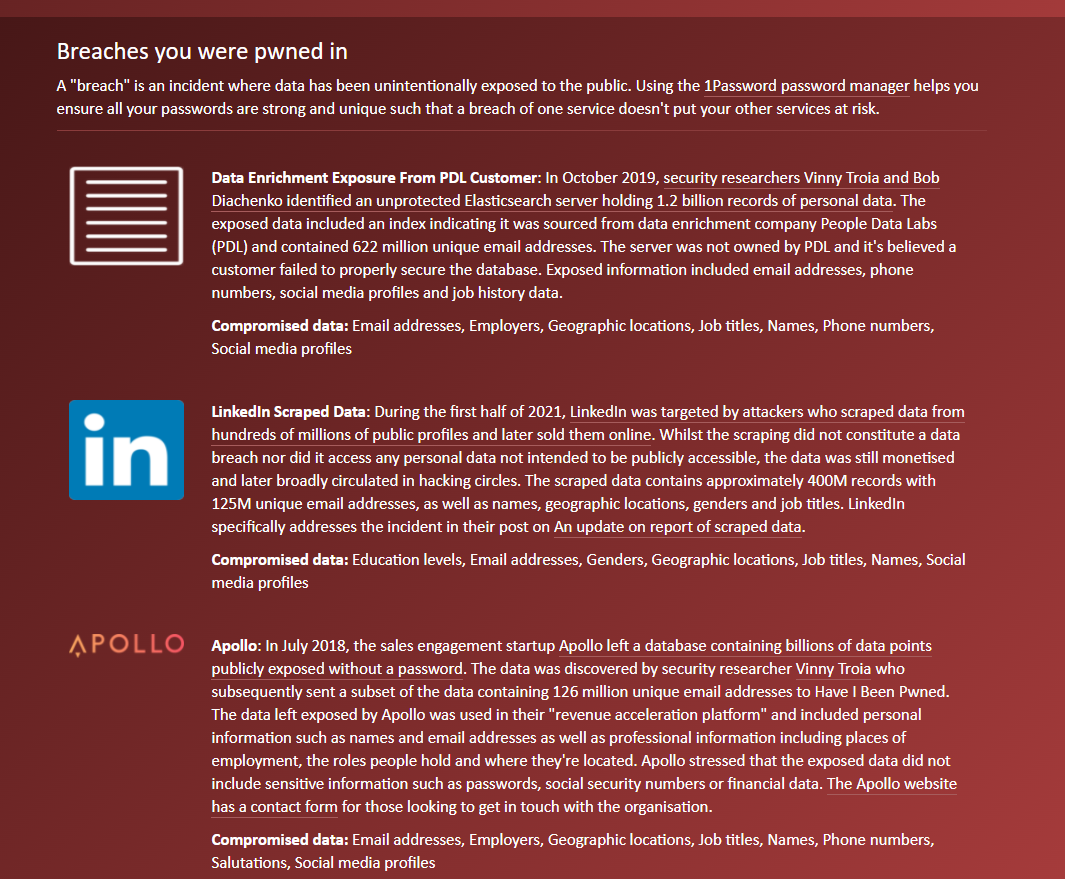 Breaches you were pwned in
A "breach" is an incident where data has been unintentionally exposed to the public. Using the 1Password password manager helps you
ensure all your passwords are strong and unique such that a breach of one service doesn't put your other services at risk.
Data Enrichment Exposure From PDL Customer: In October 2019, security researchers Vinny Troia and Bob
Diachenko identified an unprotected Elasticsearch server holding 1.2 billion records of personal data. The
exposed data included an index indicating it was sourced from data enrichment company People Data Labs
(PDL) and contained 622 million unique email addresses. The server was not owned by PDL and it's believed a
customer failed to properly secure the database. Exposed information included email addresses, phone
numbers, social media profiles and job history data.
Compromised data: Email addresses, Employers, Geographic locations, Job titles, Names, Phone numbers,
Social media profiles
in
LinkedIn Scraped Data: During the first half of 2021, LinkedIn was targeted by attackers who scraped data from
hundreds of millions of public profiles and later sold them online. Whilst the scraping did not constitute a data
breach nor did it access any personal data not intended to be publicly accessible, the data was still monetised
and later broadly circulated in hacking circles. The scraped data contains approximately 400M records with
125M unique email addresses, as well as names, geographic locations, genders and job titles. LinkedIn
specifically addresses the incident in their post on An update on report of scraped data.
Compromised data: Education levels, Email addresses, Genders, Geographic locations, Job titles, Names, Social
media profiles
APOLLO
Apollo: In July 2018, the sales engagement startup Apollo left a database containing billions of data points
publicly exposed without a password. The data was discovered by security researcher Vinny Troia who
subsequently sent a subset of the data containing 126 million unique email addresses to Have I Been Pwned.
The data left exposed by Apollo was used in their "revenue acceleration platform" and included personal
information such as names and email addresses as well as professional information including places of
employment, the roles people hold and where they're located. Apollo stressed that the exposed data did not
include sensitive information such as passwords, social security numbers or financial data. The Apollo website
has a contact form for those looking to get in touch with the organisation.
Compromised data: Email addresses, Employers, Geographic locations, Job titles, Names, Phone numbers,
Salutations, Social media profiles